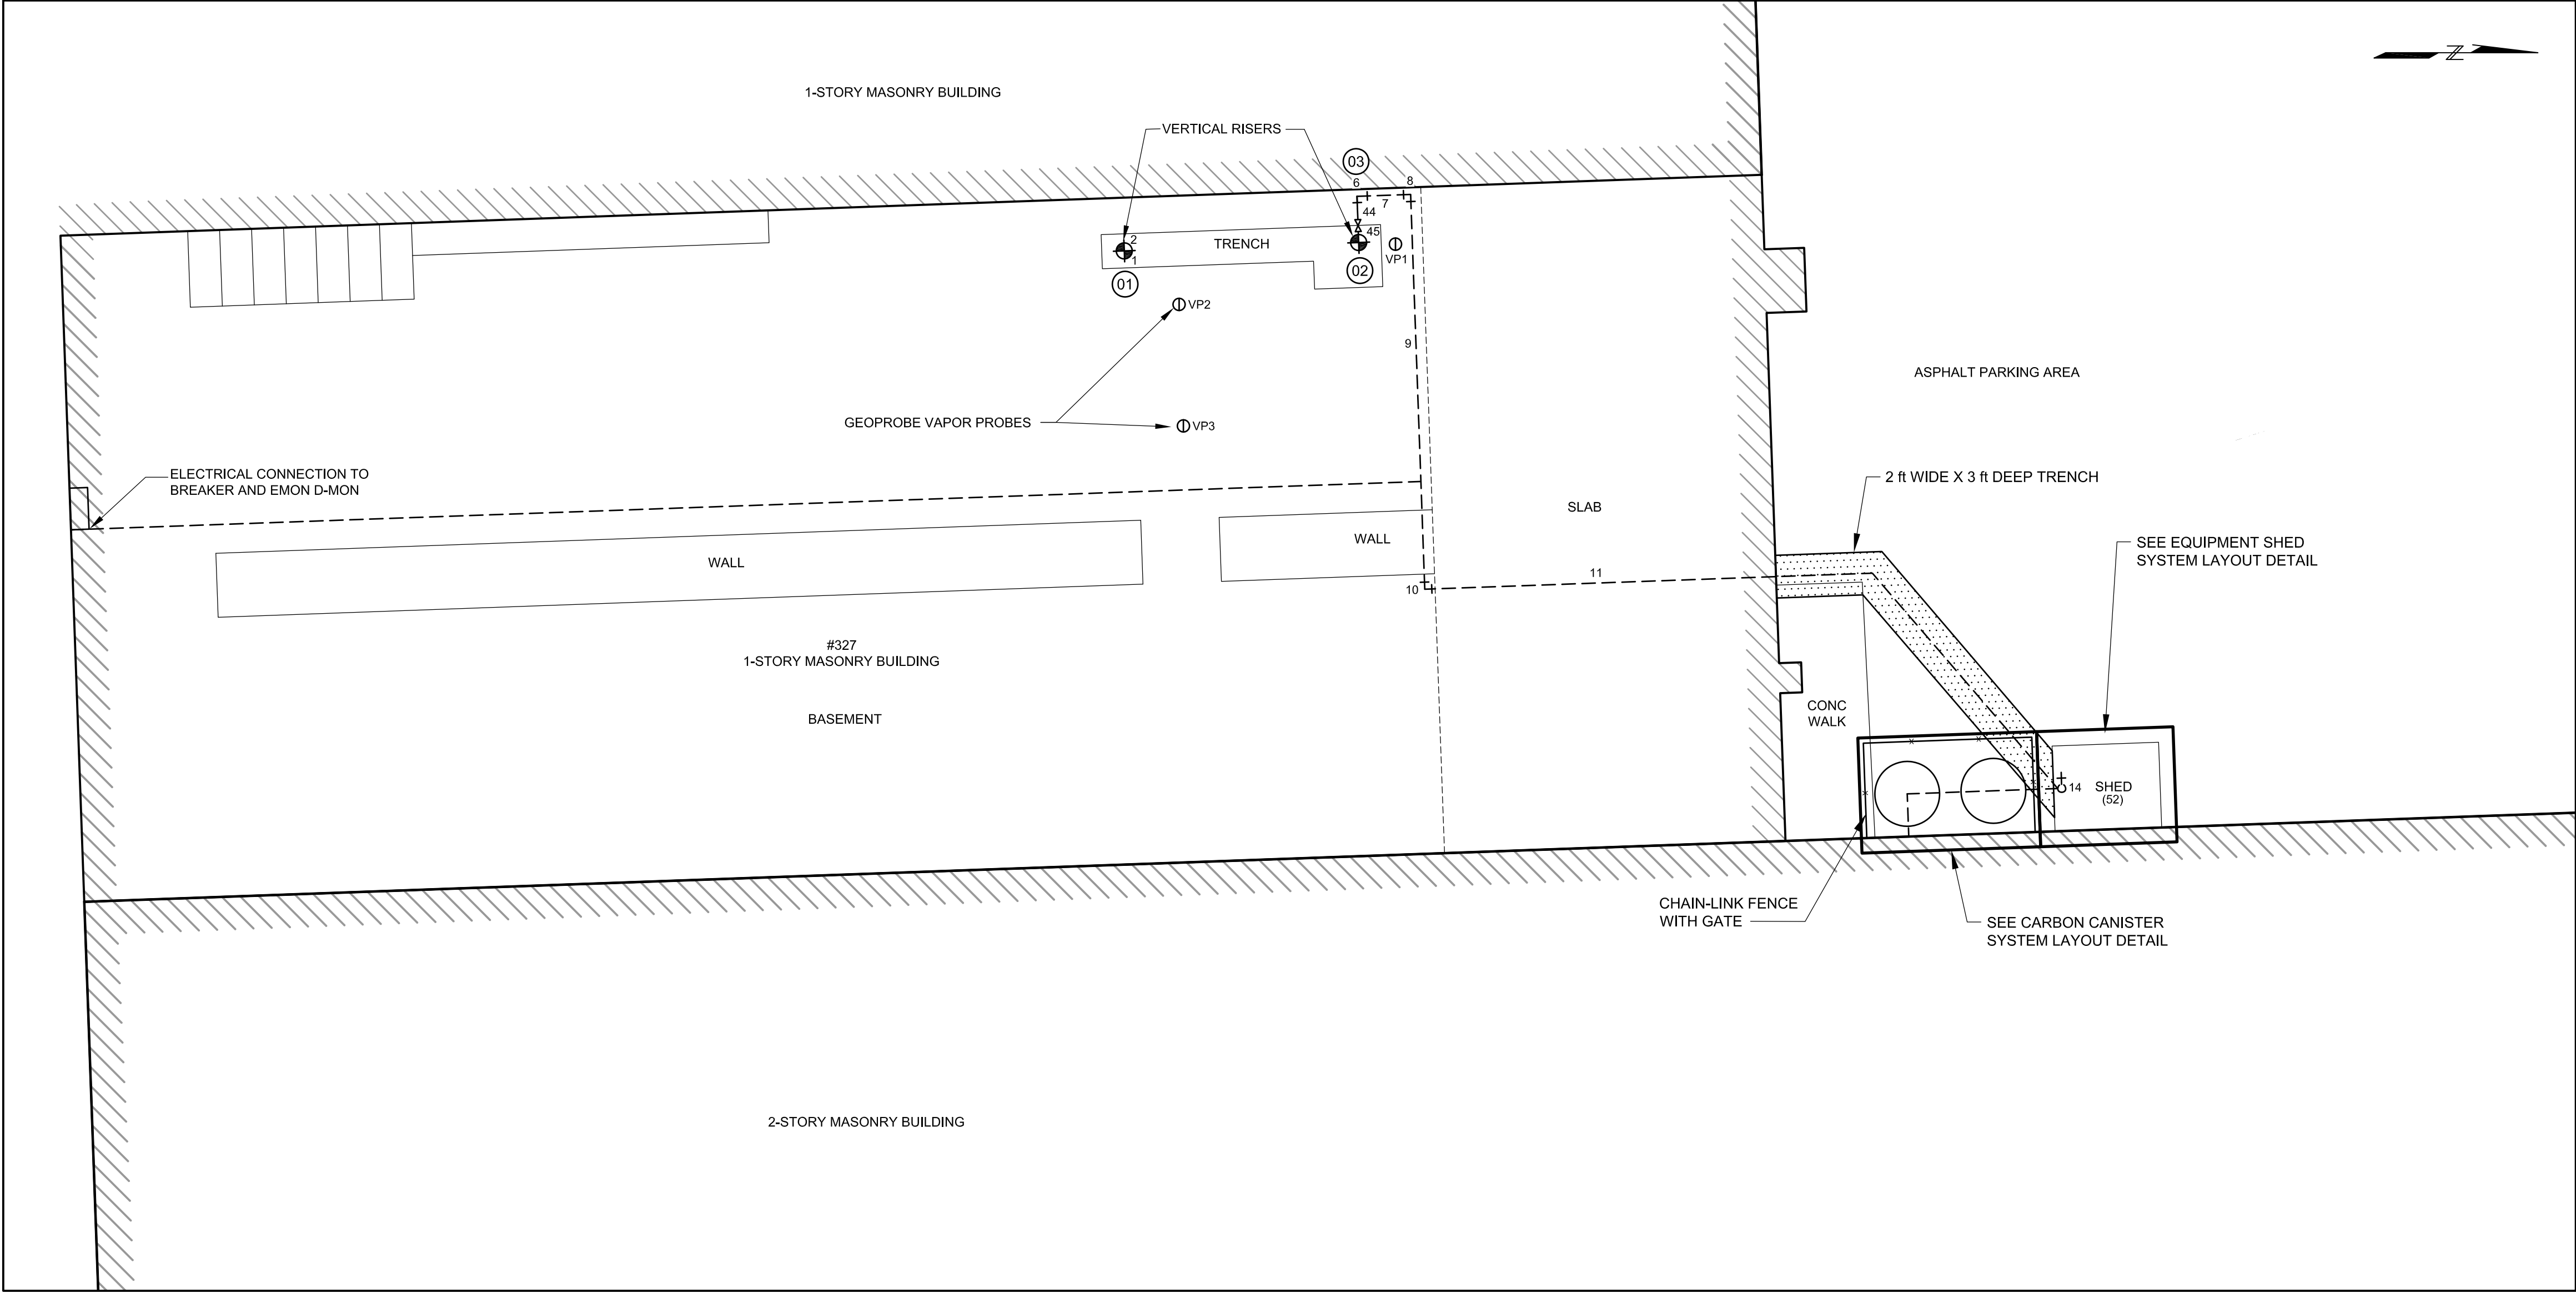 N
1-STORY MASONRY BUILDING
VERTICAL RISERS
03
6
8
7
44
45
2
1
TRENCH
VP1
01
02
VP2
9
ASPHALT PARKING AREA
GEOPROBE VAPOR PROBES
VP3
ELECTRICAL CONNECTION TO
BREAKER AND EMON D-MON
2 ft WIDE X 3 ft DEEP TRENCH
SLAB
WALL
WALL
SEE EQUIPMENT SHED
SYSTEM LAYOUT DETAIL
11
10
#327
1-STORY MASONRY BUILDING
CONC
WALK
BASEMENT
14
SHED
(52)
CHAIN-LINK FENCE
WITH GATE
SEE CARBON CANISTER
SYSTEM LAYOUT DETAIL
2-STORY MASONRY BUILDING